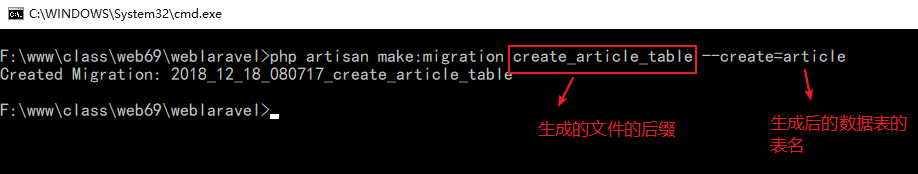 C:\WINDOWS\System32\cmd.exe
F:\www\class\web69\weblaravel>php artisan make:migration create_article_table --create=article
Created Migration: 2018_12_18_080717_create_article_table
F:\www\class\web69\weblaravel>
生成的文件的后缀
生成后的数据表的
表名